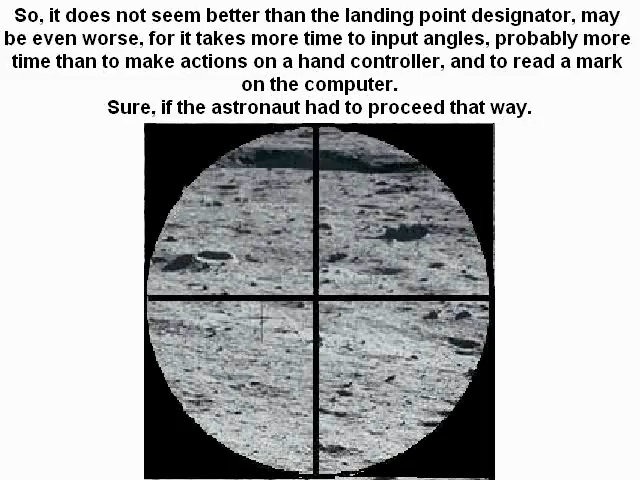 So, it does not seem better than the landing point designator, may
be even worse, for it takes more time to input angles, probably more
time than to make actions on a hand controller, and to read a mark
on the computer.
Sure, if the astronaut had to proceed that way.